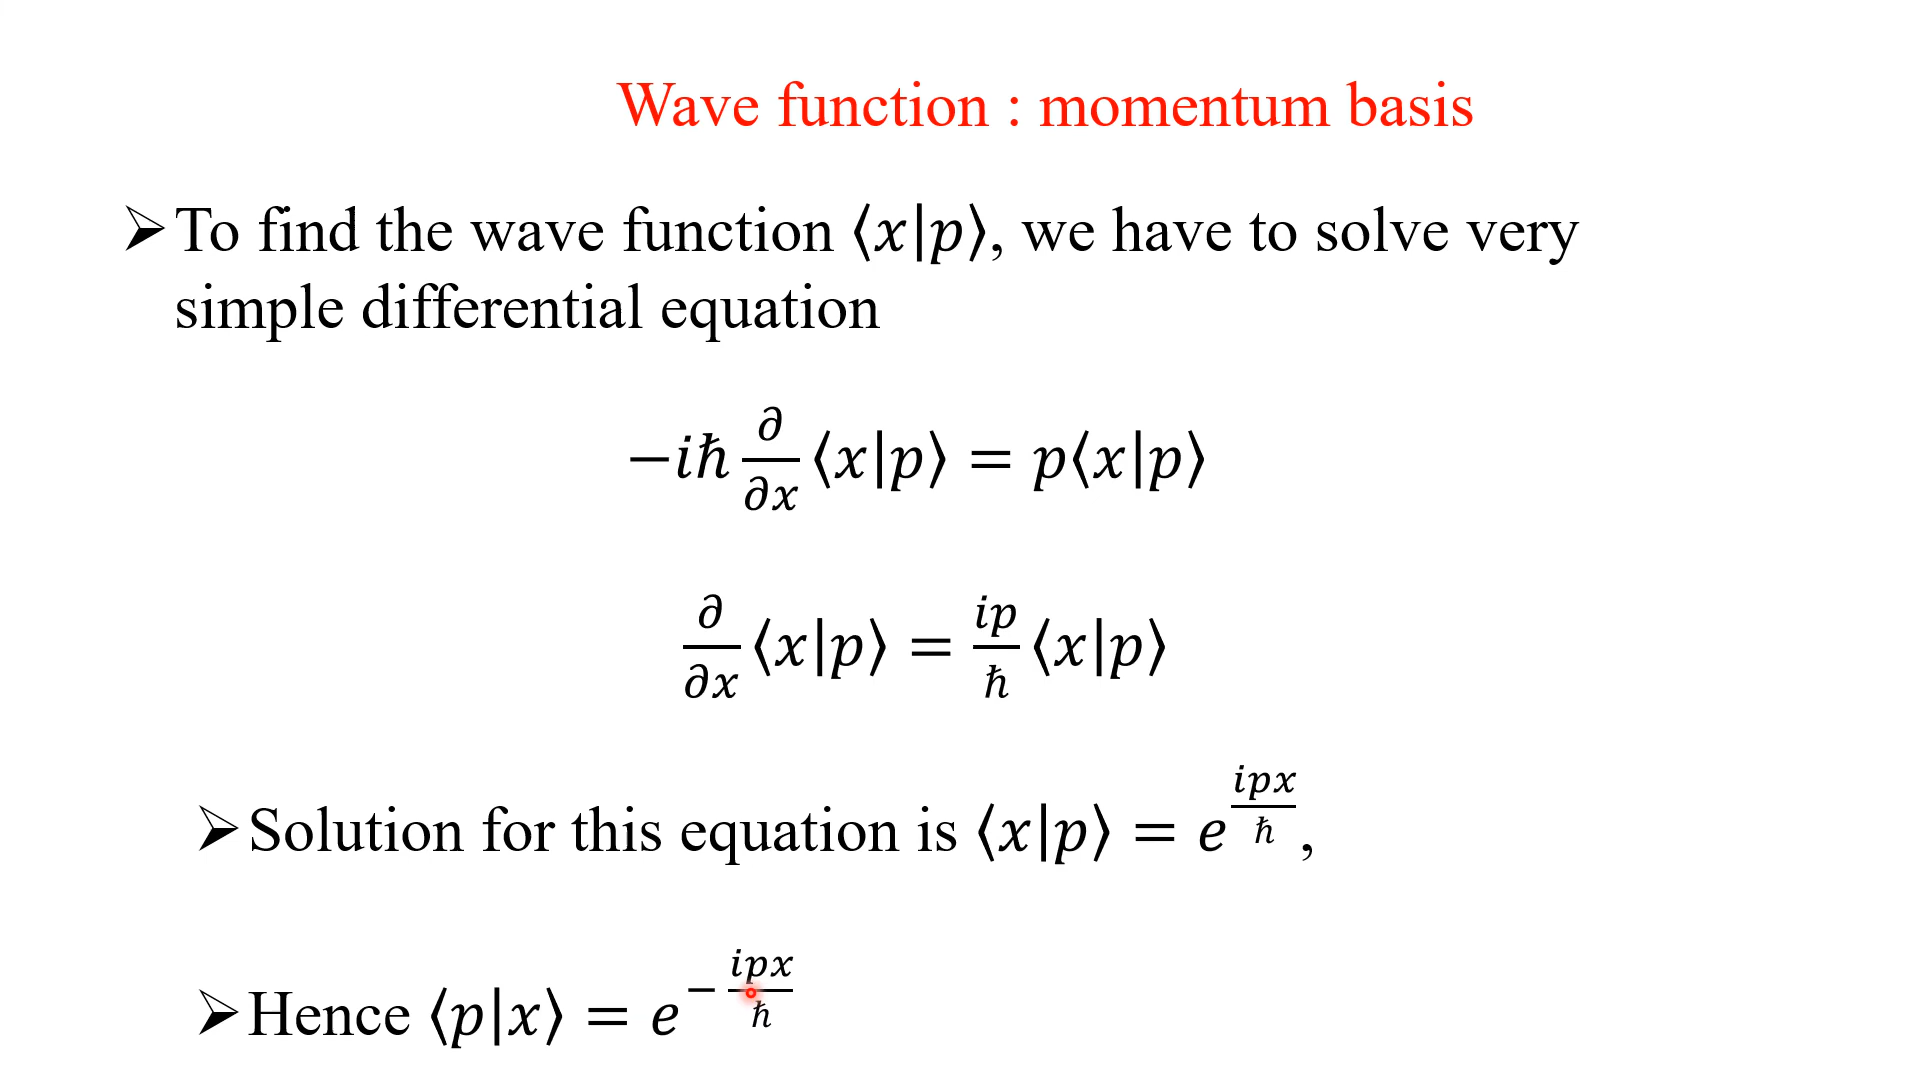 Wave function : momentum basis
➢To find the wave function ⟨x|p⟩, we have to solve very
simple differential equation
−iħ ∂/∂x ⟨x|p⟩ = p⟨x|p⟩
∂/∂x ⟨x|p⟩ = ip/ħ ⟨x|p⟩
➢Solution for this equation is ⟨x|p⟩ = e^(ipx/ħ),
➢Hence ⟨p|x⟩ = e^(−ipx/ħ)